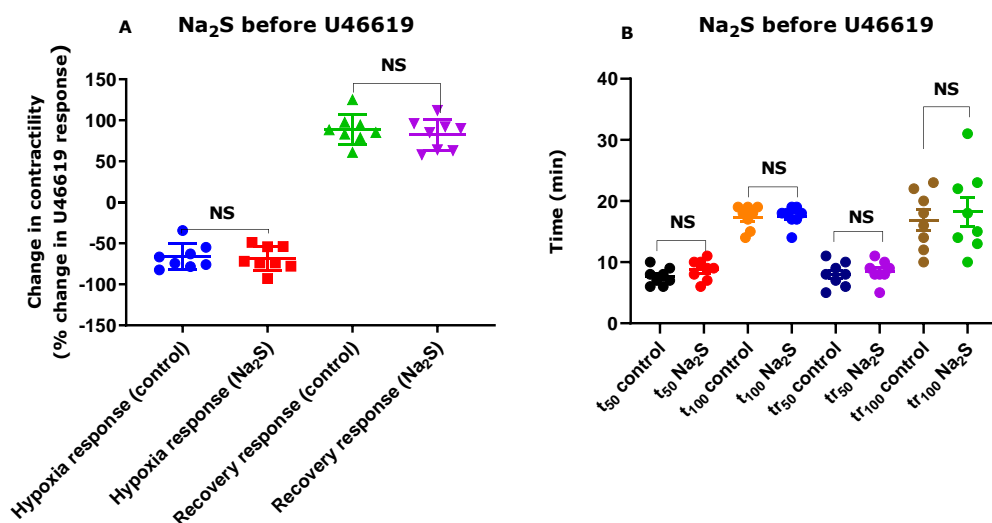 A
Na₂S before U46619
Change in contractility
(% change in U46619 response)
150
100
50
0
-50
-100
-150
NS
NS
Hypoxia response (control)
Hypoxia response (Na₂S)
Recovery response (control)
Recovery response (Na₂S)
B
Na₂S before U46619
Time (min)
40
30
20
10
0
NS
NS
NS
NS
t₅₀ control
t₅₀ Na₂S
t₁₀₀ control
t₁₀₀ Na₂S
tr₅₀ control
tr₅₀ Na₂S
tr₁₀₀ control
tr₁₀₀ Na₂S